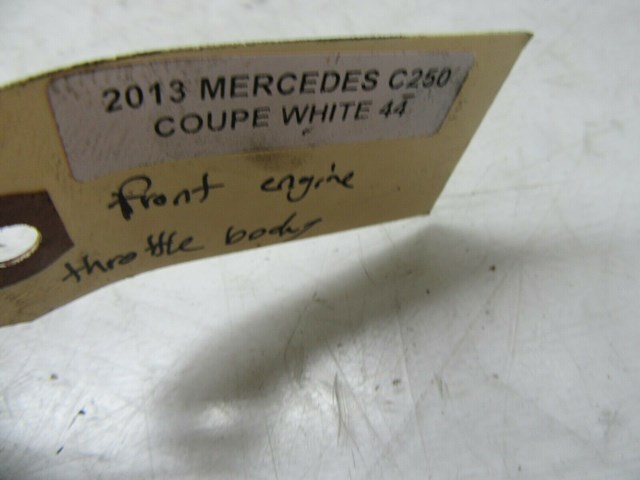 2013 MERCEDES C250
COUPE WHITE 44
front engine
throttle body